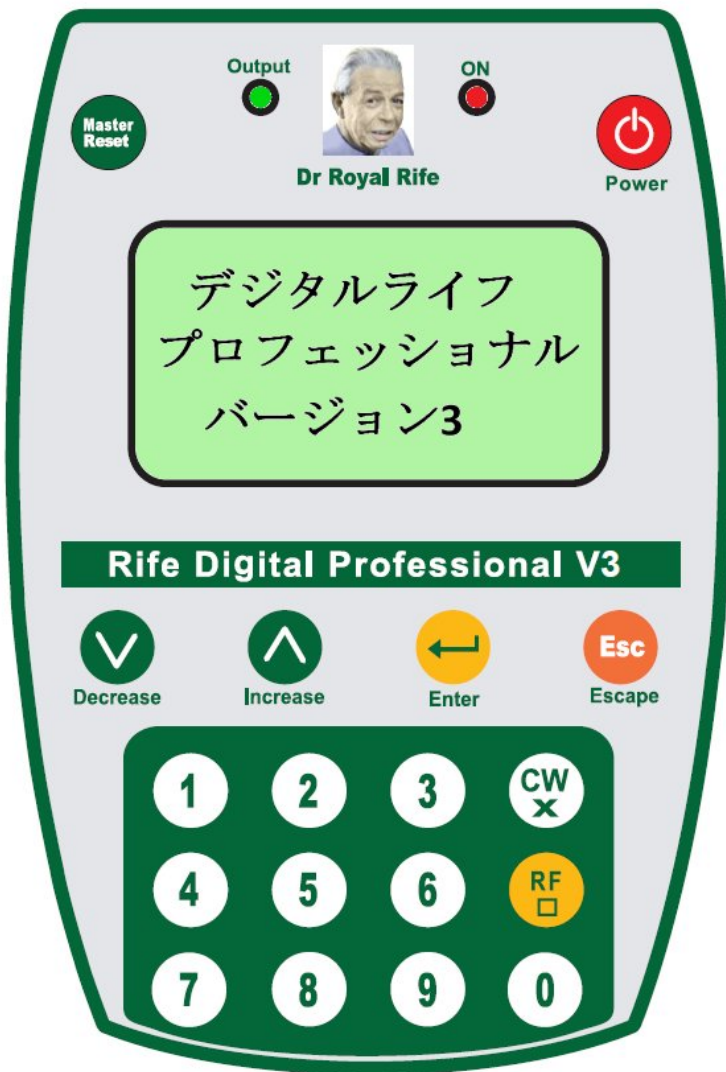 Output
ON
Master
Reset
Dr Royal Rife
Power
デジタルライフ
プロフェッショナル
バージョン3
Rife Digital Professional V3
Esc
Decrease
Increase
Enter
Escape
1 2 3 CW
X
4 5 6 RF
7 8 9 0